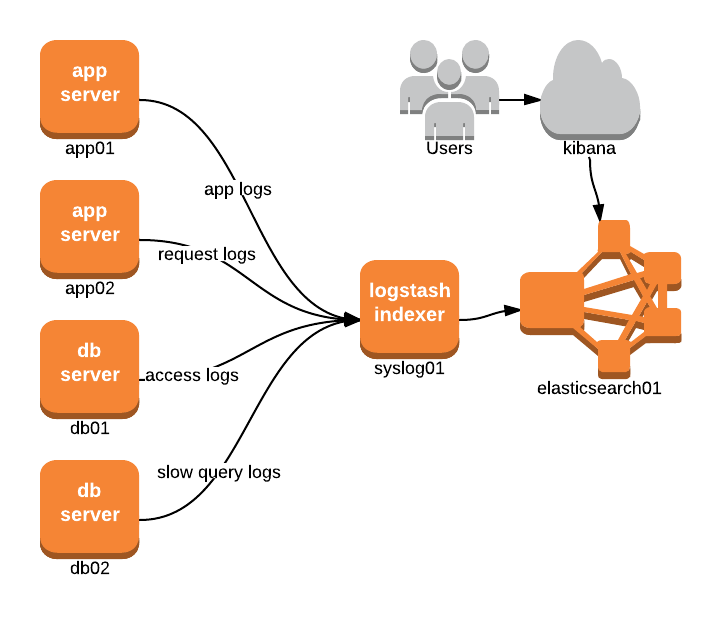 app
server
app01
app
server
app02
db
server
db01
db
server
db02
app logs
request logs
access logs
slow query logs
logstash
indexer
syslog01
Users
kibana
elasticsearch01